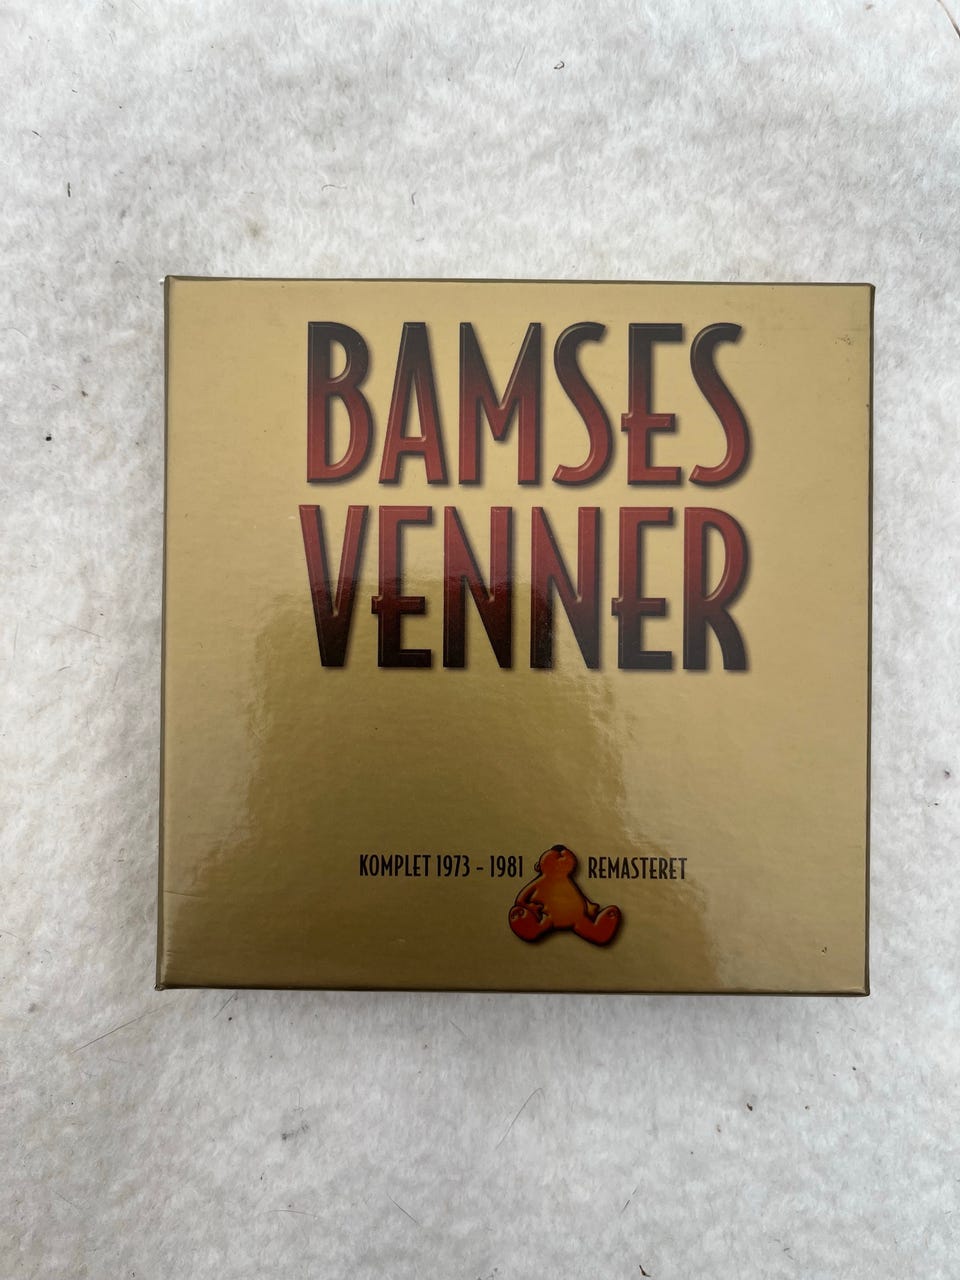 BAMSES
VENNER
KOMPLET 1973 - 1981 REMASTERET